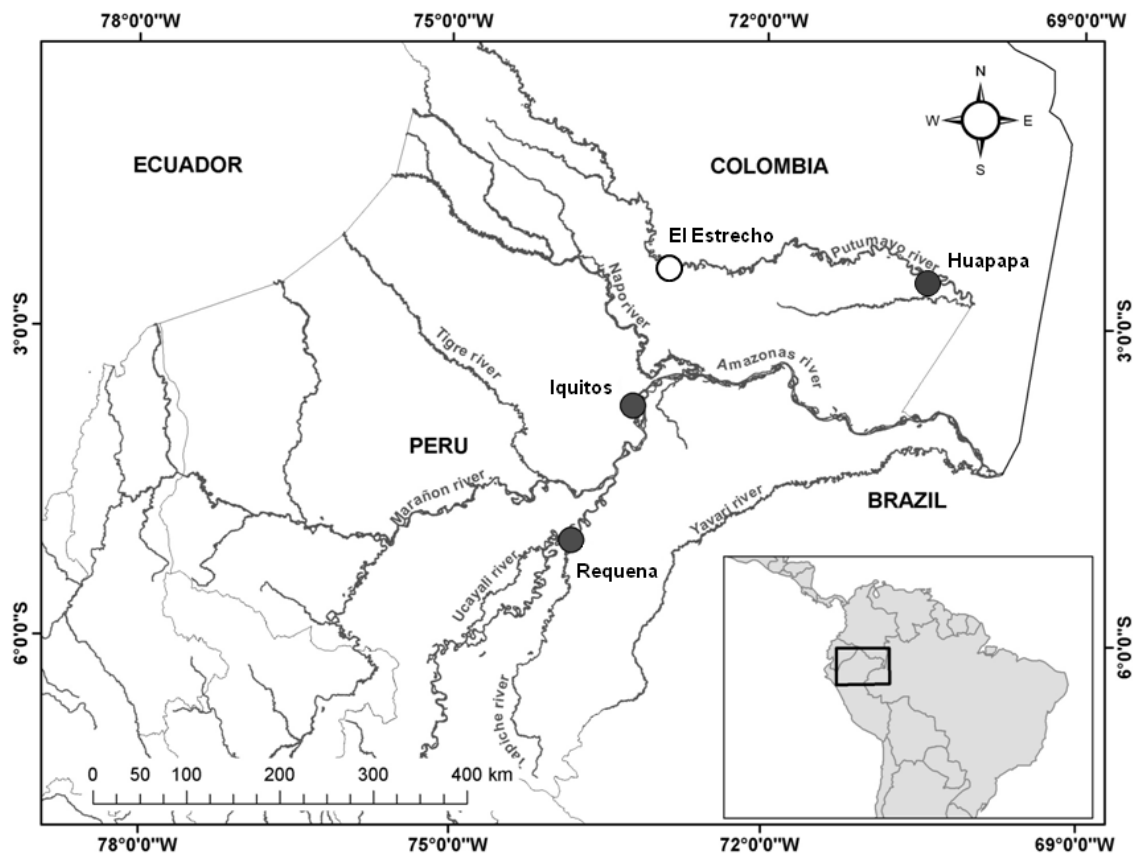 78°0'0"W 75°0'0"W 72°0'0"W 69°0'0"W
N
W E
S
ECUADOR
COLOMBIA
El Estrecho
Putumayo river
Huapapa
Napo river
3°0'0"S
3°0'0"S
Tigre river
Amazonas river
Iquitos
PERU
Marañon river
Yavari river
BRAZIL
Requena
Ucayali river
6°0'0"S
6°0'0"S
Tapiche river
0 50 100 200 300 400 km
78°0'0"W 75°0'0"W 72°0'0"W 69°0'0"W